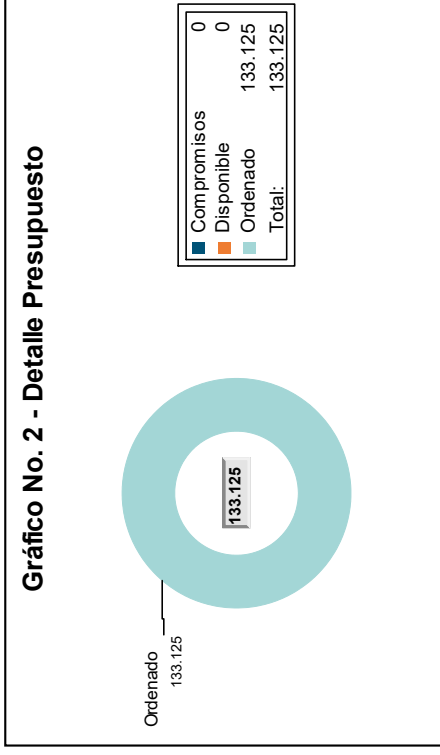 Gráfico No. 2 - Detalle Presupuesto
Ordenado
133.125
133.125
Compromisos 0
Disponible 0
Ordenado 133.125
Total: 133.125